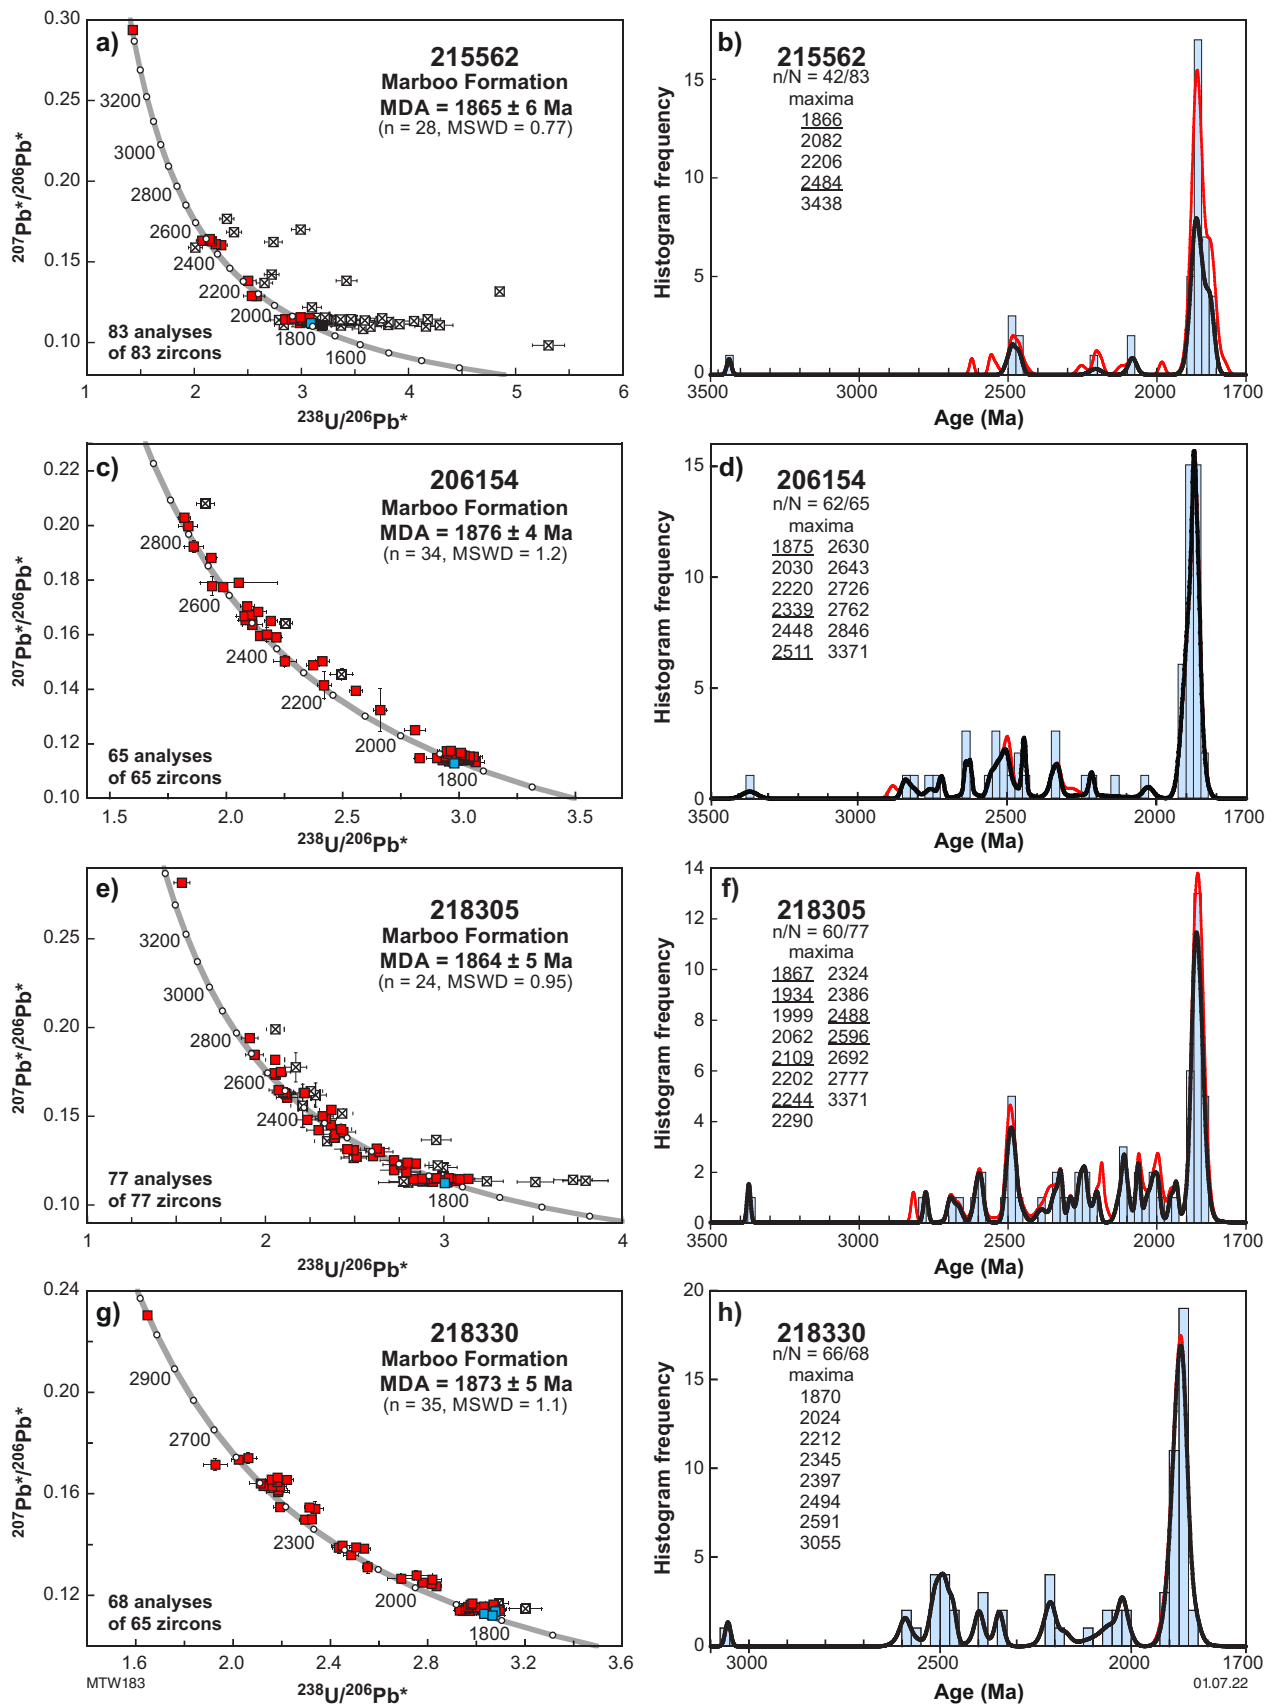 a)
215562
Marboo Formation
MDA = 1865 ± 6 Ma
(n = 28, MSWD = 0.77)
0.30
0.25
0.20
0.15
0.10
207Pb*/206Pb*
3200
3000
2800
2600
2400
2200
2000
1800
1600
83 analyses
of 83 zircons
1 2 3 4 5 6
238U/206Pb*
b)
215562
n/N = 42/83
maxima
1866
2082
2206
2484
3438
15
10
5
0
Histogram frequency
3500 3000 2500 2000 1700
Age (Ma)
c)
206154
Marboo Formation
MDA = 1876 ± 4 Ma
(n = 34, MSWD = 1.2)
0.22
0.20
0.18
0.16
0.14
0.12
0.10
207Pb*/206Pb*
2800
2600
2400
2200
2000
1800
65 analyses
of 65 zircons
1.5 2.0 2.5 3.0 3.5
238U/206Pb*
d)
206154
n/N = 62/65
maxima
1875 2630
2030 2643
2220 2726
2339 2762
2448 2846
2511 3371
15
10
5
0
Histogram frequency
3500 3000 2500 2000 1700
Age (Ma)
e)
218305
Marboo Formation
MDA = 1864 ± 5 Ma
(n = 24, MSWD = 0.95)
0.25
0.20
0.15
0.10
207Pb*/206Pb*
3200
3000
2800
2600
2400
1800
77 analyses
of 77 zircons
1 2 3 4
238U/206Pb*
f)
218305
n/N = 60/77
maxima
1867 2324
1934 2386
1999 2488
2062 2596
2109 2692
2202 2777
2244 3371
2290
14
12
10
8
6
4
2
0
Histogram frequency
3500 3000 2500 2000 1700
Age (Ma)
g)
218330
Marboo Formation
MDA = 1873 ± 5 Ma
(n = 35, MSWD = 1.1)
0.24
0.20
0.16
0.12
207Pb*/206Pb*
2900
2700
2300
2000
1800
68 analyses
of 65 zircons
1.6 2.0 2.4 2.8 3.2 3.6
238U/206Pb*
MTW183
h)
218330
n/N = 66/68
maxima
1870
2024
2212
2345
2397
2494
2591
3055
20
15
10
5
0
Histogram frequency
3000 2500 2000 1700
Age (Ma)
01.07.22